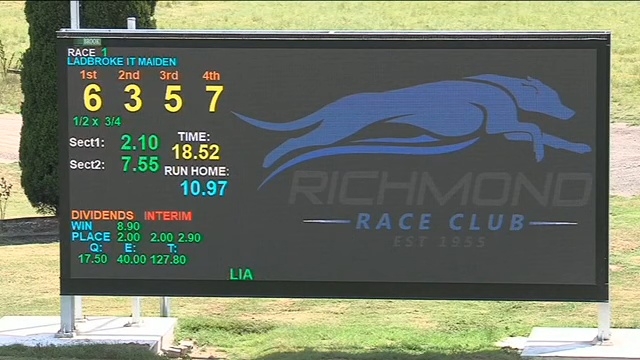 RACE 1
LADBROKE IT MAIDEN
1st 2nd 3rd 4th
6 3 5 7
1/2 x 3/4
Sect1: 2.10
Sect2: 7.55
TIME:
18.52
RUN HOME:
10.97
DIVIDENDS INTERIM
WIN 8.90
PLACE 2.00 2.00 2.90
Q: E: T:
17.50 40.00 127.80
LIA
RICHMOND
RACE CLUB
EST 1955